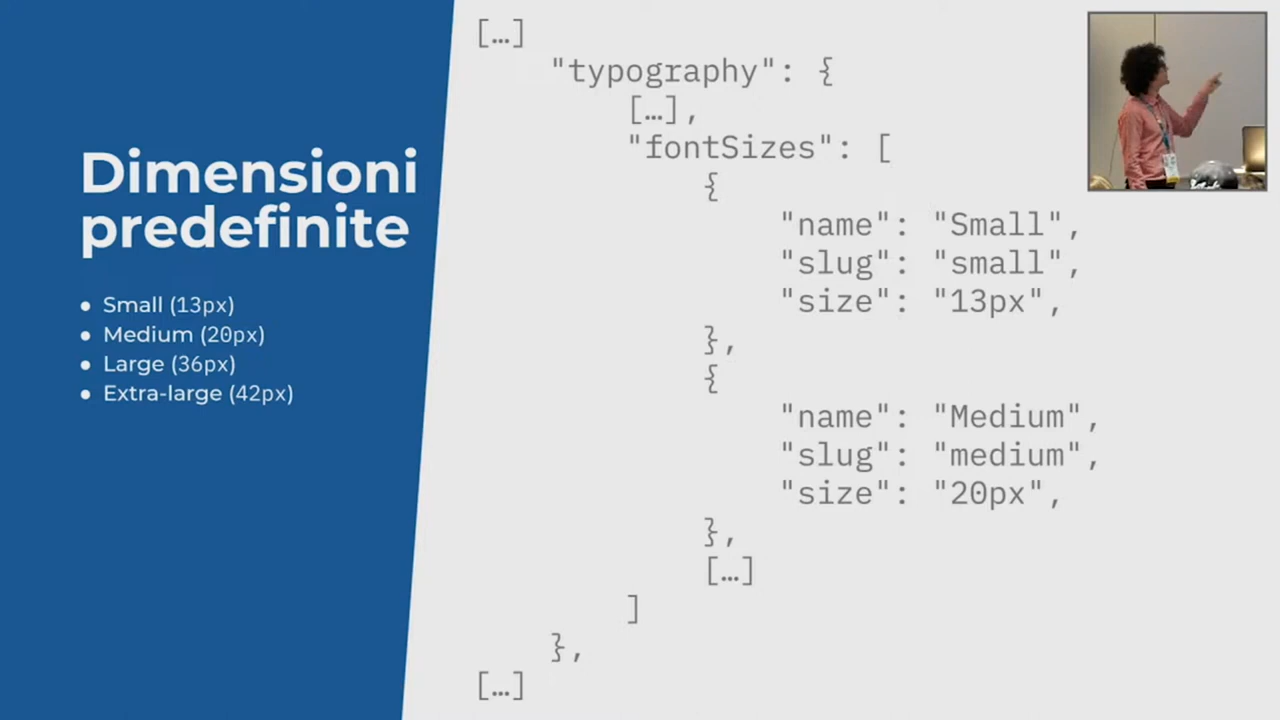 Dimensioni
predefinite
● Small (13px)
● Medium (20px)
● Large (36px)
● Extra-large (42px)
[…]
"typography": {
[…],
"fontSizes": [
{
"name": "Small",
"slug": "small",
"size": "13px",
},
{
"name": "Medium",
"slug": "medium",
"size": "20px",
},
[…]
]
},
[…]